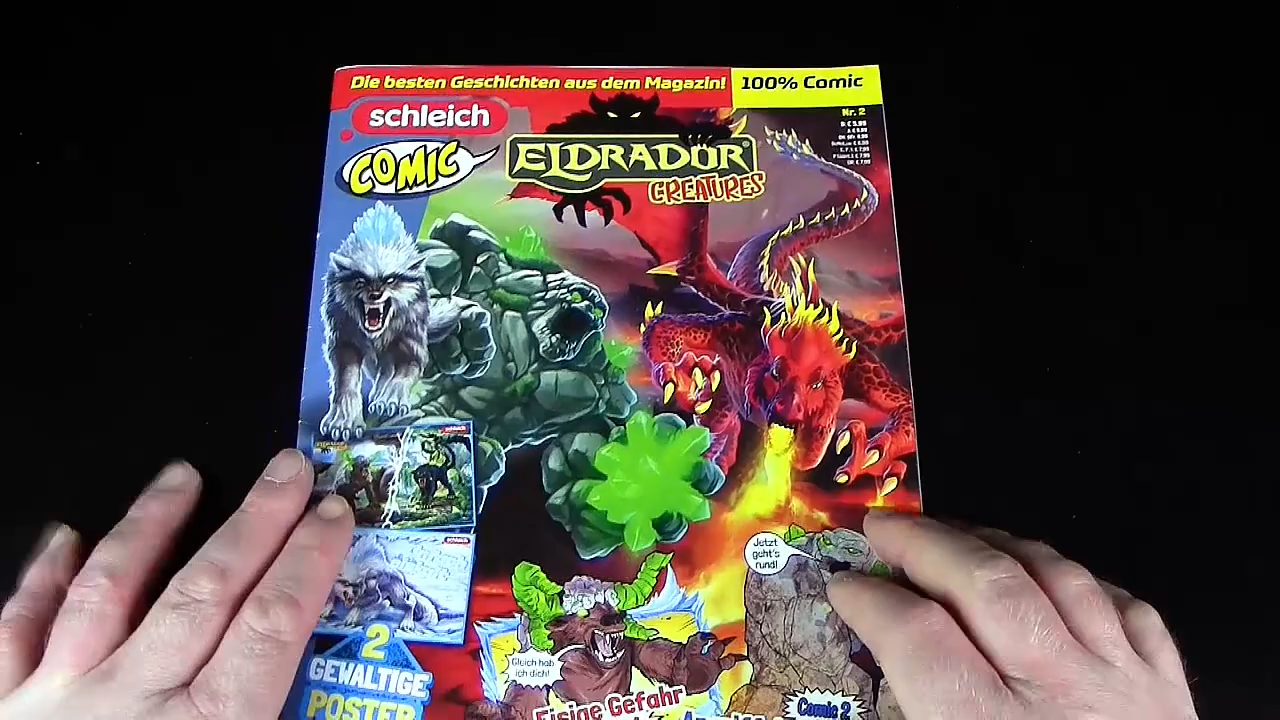 Die besten Geschichten aus dem Magazin!
100% Comic
schleich
Nr. 2
COMIC
ELDRADOR
CREATURES
Jetzt
geht's
rund!
Gleich hab
ich dich!
2
GEWALTIGE
POSTER
Eisige Gefahr
Comic 2